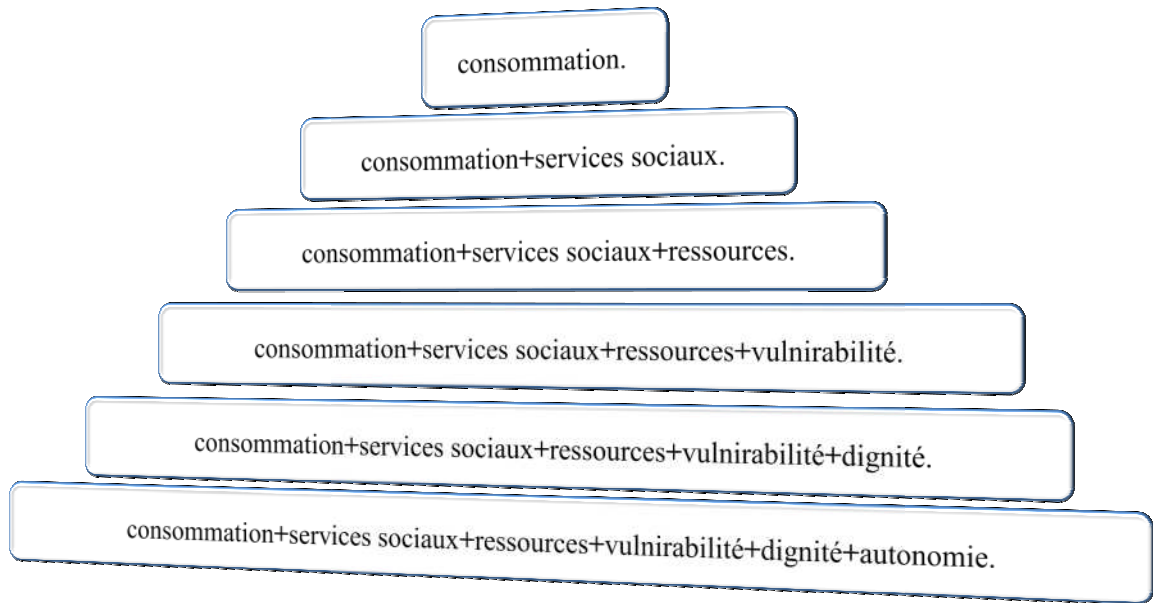 consommation.
consommation+services sociaux.
consommation+services sociaux+ressources.
consommation+services sociaux+ressources+vulnirabilité.
consommation+services sociaux+ressources+vulnirabilité+dignité.
consommation+services sociaux+ressources+vulnirabilité+dignité+autonomie.